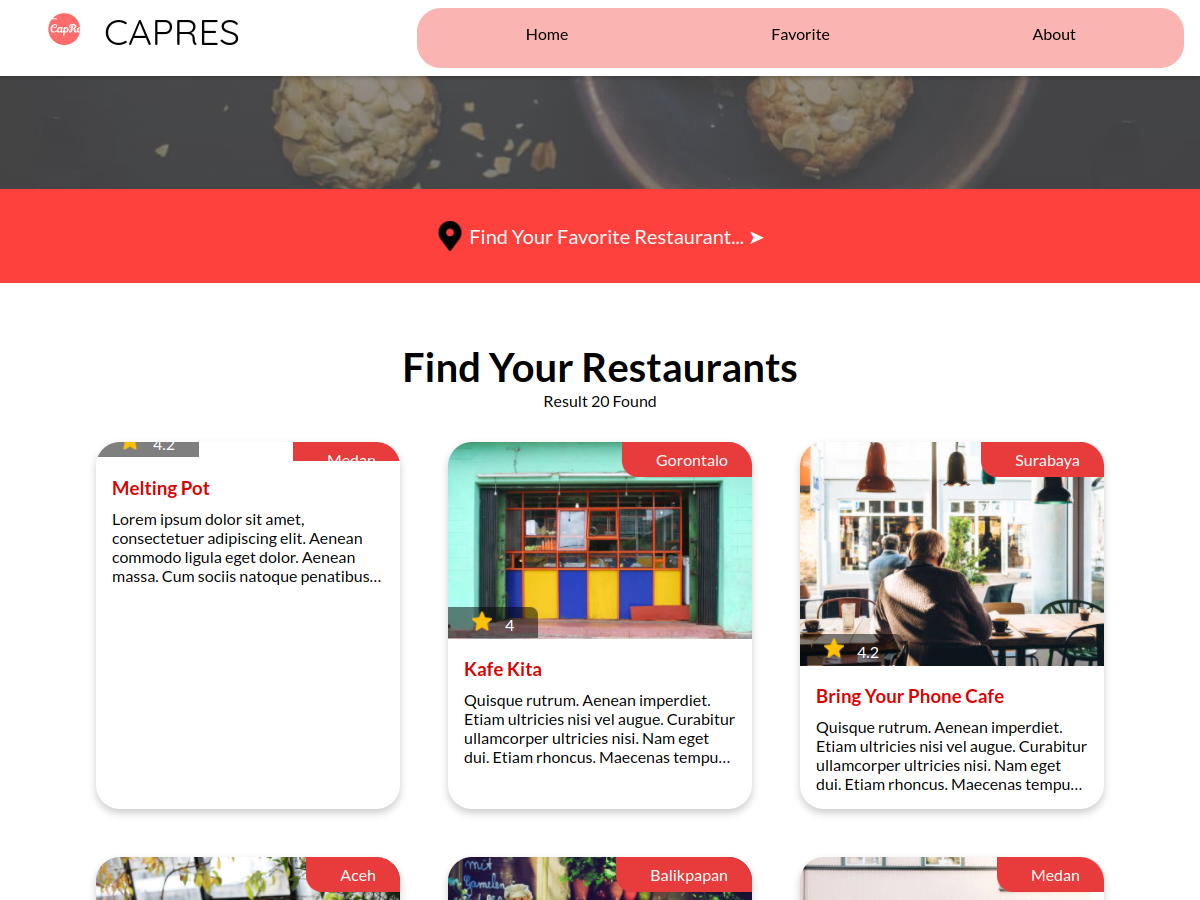 CapRe
CAPRES
Home
Favorite
About
Find Your Favorite Restaurant... ➤
Find Your Restaurants
Result 20 Found
4.2
Medan
Melting Pot
Lorem ipsum dolor sit amet,
consectetuer adipiscing elit. Aenean
commodo ligula eget dolor. Aenean
massa. Cum sociis natoque penatibus...
Gorontalo
4
Kafe Kita
Quisque rutrum. Aenean imperdiet.
Etiam ultricies nisi vel augue. Curabitur
ullamcorper ultricies nisi. Nam eget
dui. Etiam rhoncus. Maecenas tempu...
Surabaya
4.2
Bring Your Phone Cafe
Quisque rutrum. Aenean imperdiet.
Etiam ultricies nisi vel augue. Curabitur
ullamcorper ultricies nisi. Nam eget
dui. Etiam rhoncus. Maecenas tempu...
Aceh
mit
Gamelen
Balikpapan
Medan